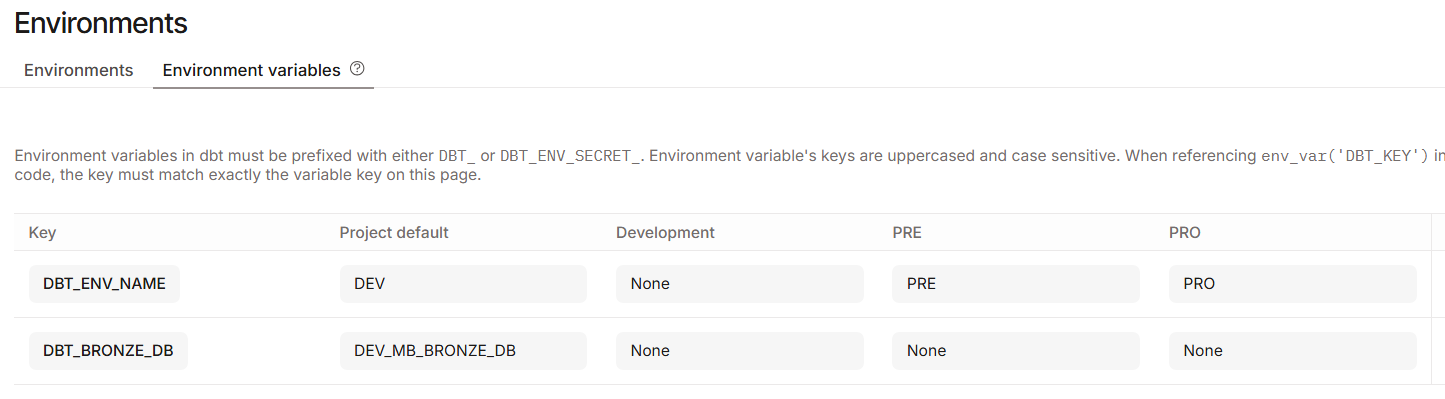 Environments
Environments Environment variables
Environment variables in dbt must be prefixed with either DBT_ or DBT_ENV_SECRET_. Environment variable's keys are uppercased and case sensitive. When referencing env_var('DBT_KEY') in
code, the key must match exactly the variable key on this page.
Key Project default Development PRE PRO
DBT_ENV_NAME DEV None PRE PRO
DBT_BRONZE_DB DEV_MB_BRONZE_DB None None None